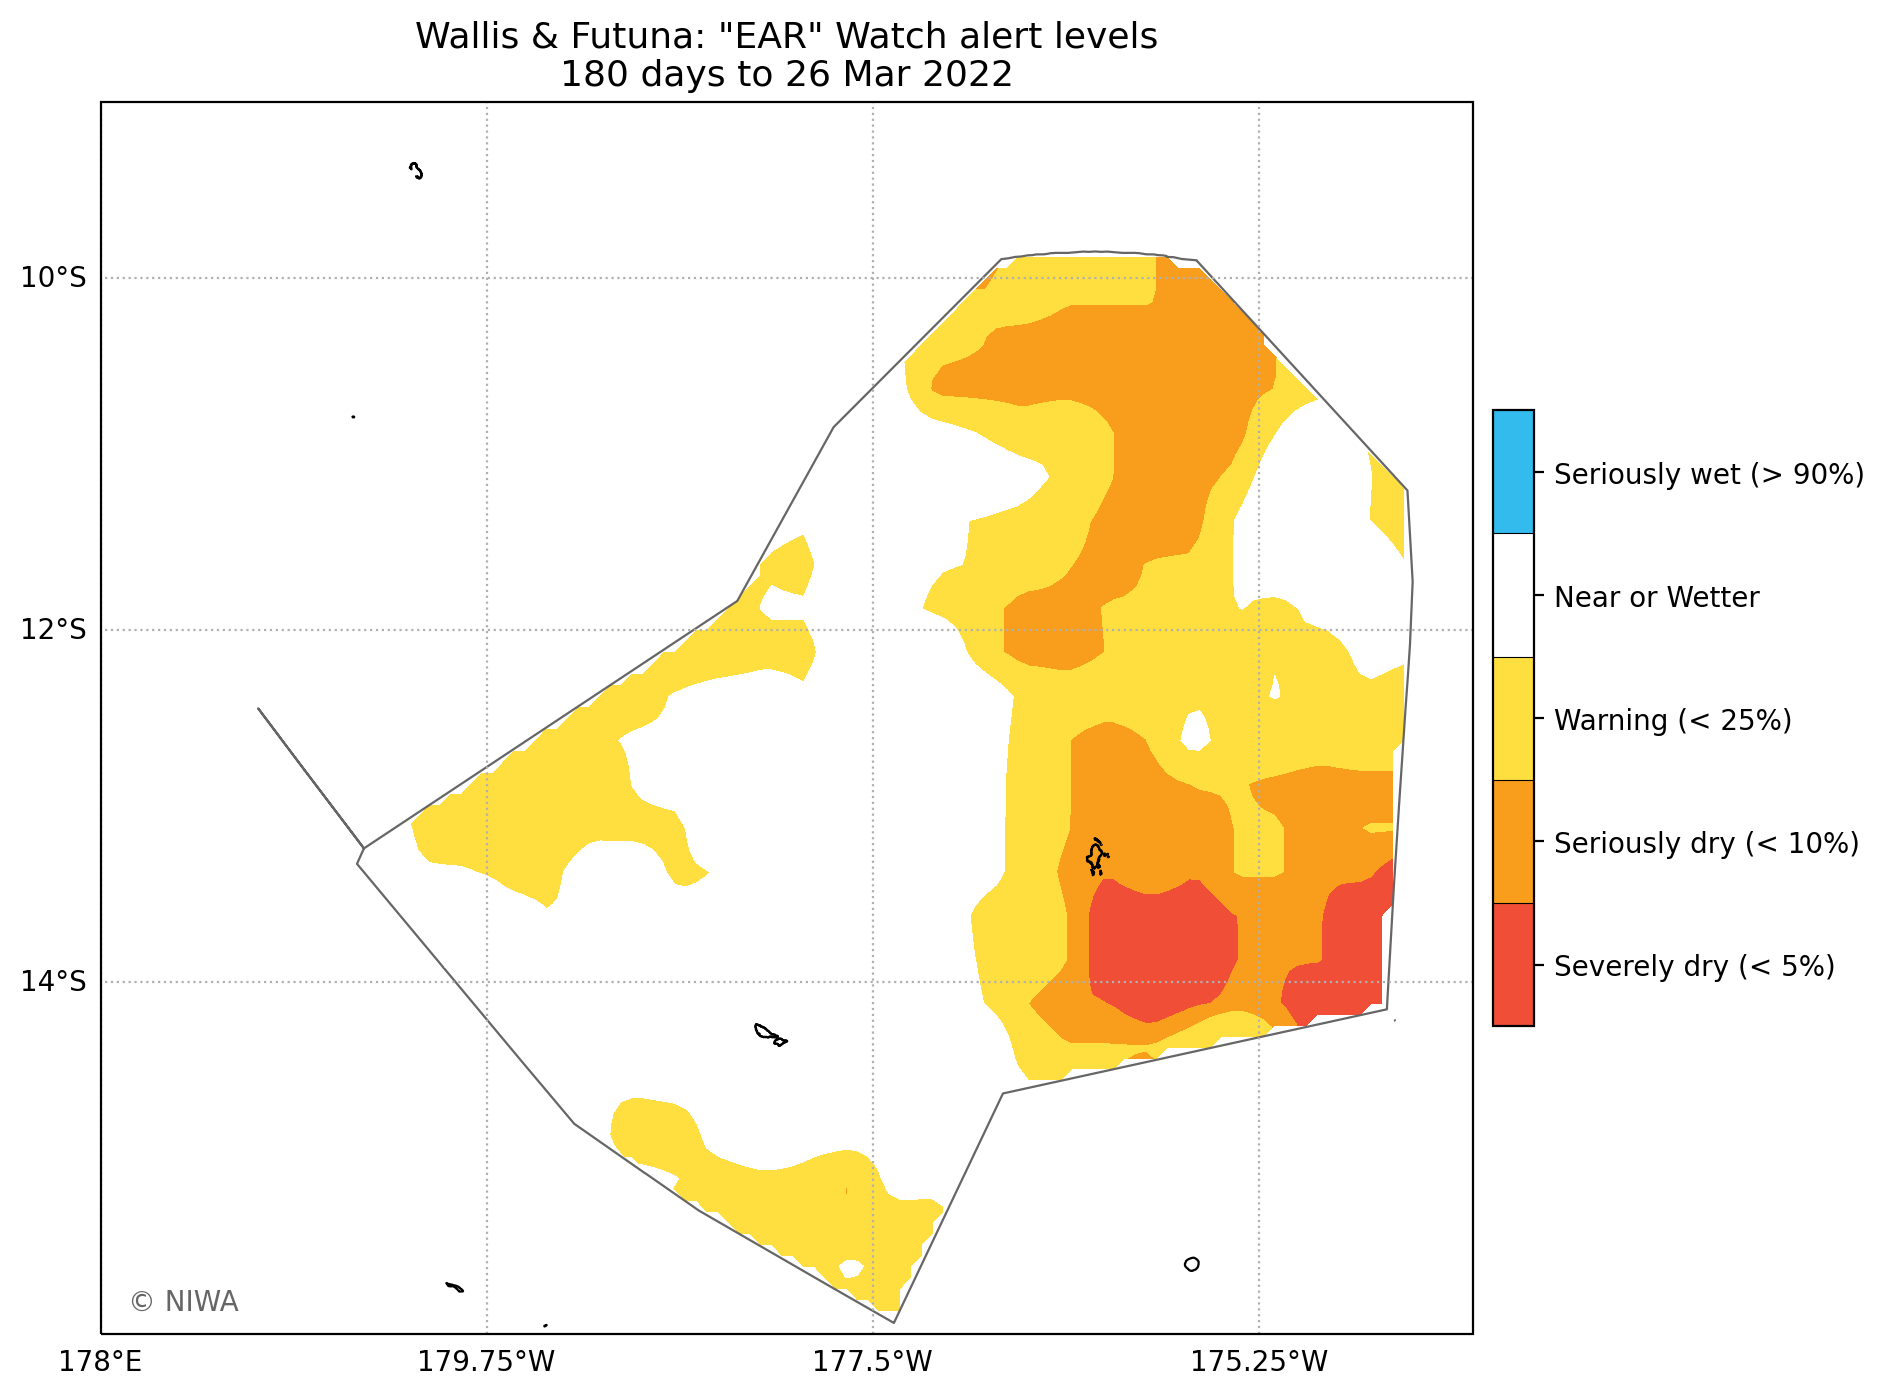 Wallis & Futuna: "EAR" Watch alert levels
180 days to 26 Mar 2022
10°S
12°S
14°S
178°E
179.75°W
177.5°W
175.25°W
Seriously wet (> 90%)
Near or Wetter
Warning (< 25%)
Seriously dry (< 10%)
Severely dry (< 5%)
© NIWA